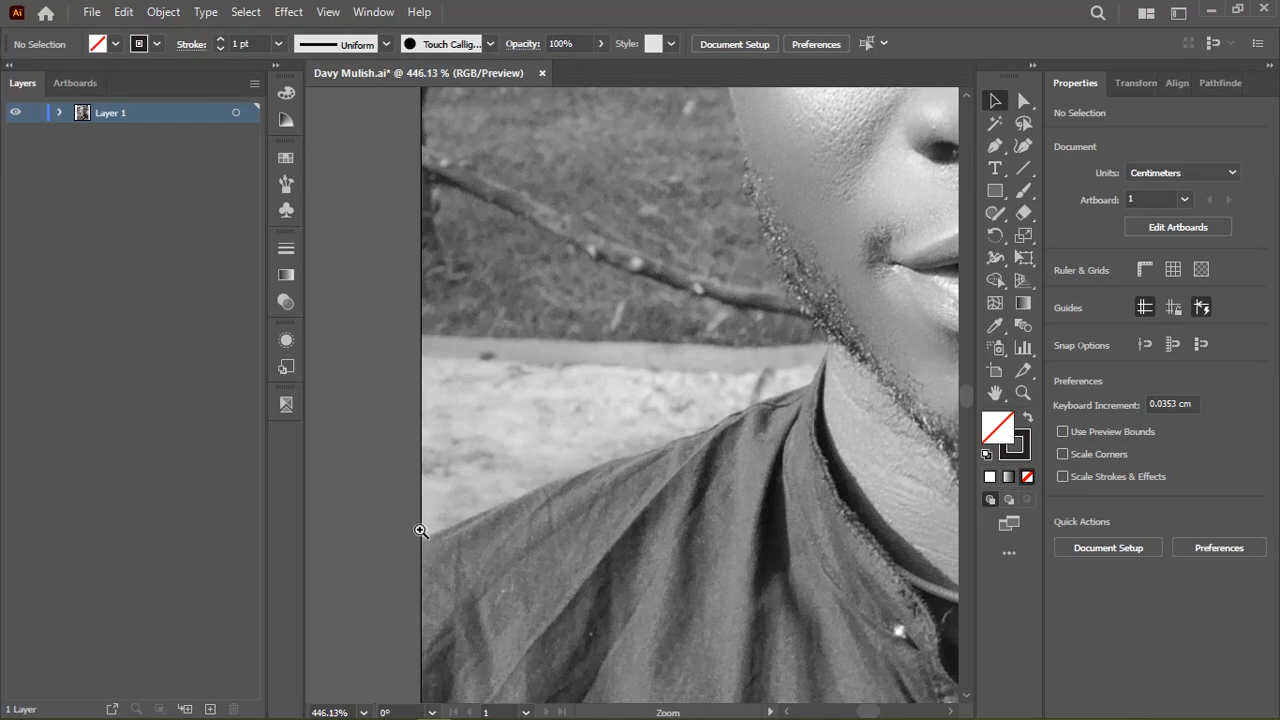 Ai File Edit Object Type Select Effect View Window Help
No Selection Stroke: 1 pt Uniform Touch Callig... Opacity: 100% Style: Document Setup Preferences
Layers Artboards
Davy Mulish.ai* @ 446.13 % (RGB/Preview)
Properties Transform Align Pathfinde
Layer 1
No Selection
Document
Units: Centimeters
Artboard: 1
Edit Artboards
Ruler & Grids
Guides
Snap Options
Preferences
Keyboard Increment: 0.0353 cm
Use Preview Bounds
Scale Corners
Scale Strokes & Effects
Quick Actions
Document Setup Preferences
1 Layer
446.13% 0° 1 Zoom